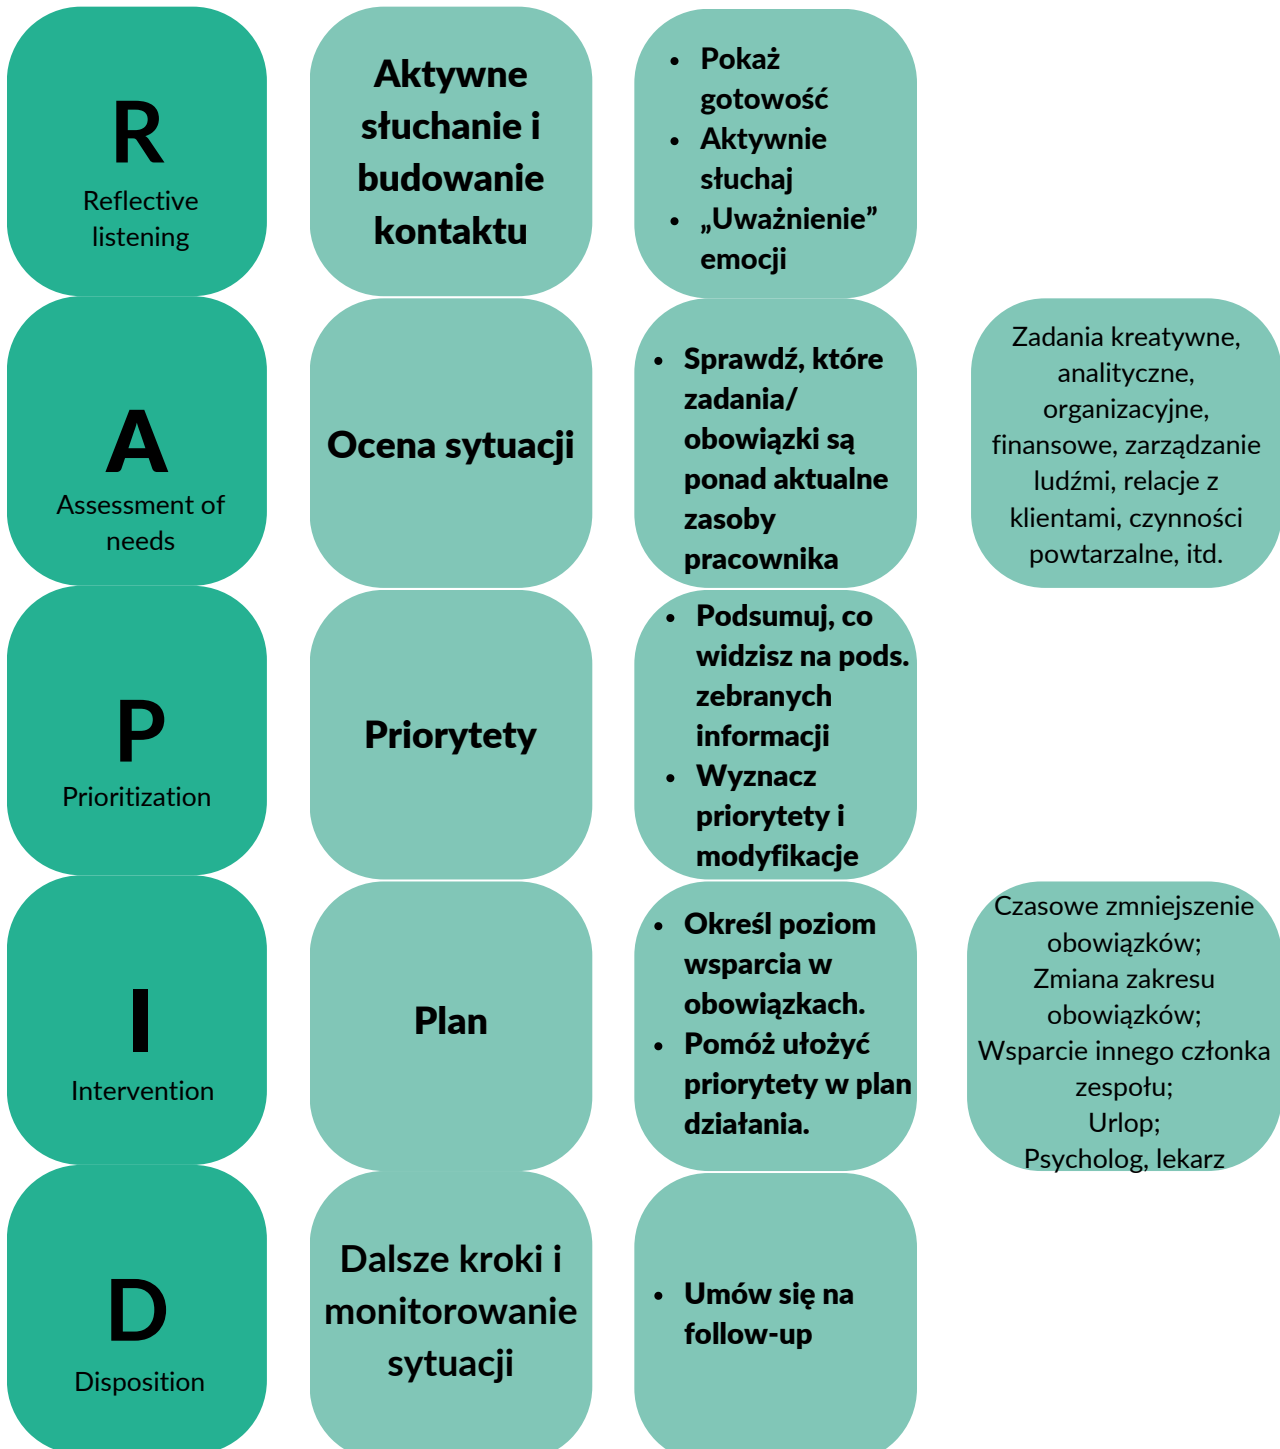 R
Reflective
listening
Aktywne
słuchanie i
budowanie
kontaktu
• Pokaż
gotowość
• Aktywnie
słuchaj
• „Uważnienie”
emocji
A
Assessment of
needs
Ocena sytuacji
• Sprawdź, które
zadania/
obowiązki są
ponad aktualne
zasoby
pracownika
Zadania kreatywne,
analityczne,
organizacyjne,
finansowe, zarządzanie
ludźmi, relacje z
klientami, czynności
powtarzalne, itd.
P
Prioritization
Priorytety
• Podsumuj, co
widzisz na pods.
zebranych
informacji
• Wyznacz
priorytety i
modyfikacje
I
Intervention
Plan
• Określ poziom
wsparcia w
obowiązkach.
• Pomóż ułożyć
priorytety w plan
działania.
Czasowe zmniejszenie
obowiązków;
Zmiana zakresu
obowiązków;
Wsparcie innego członka
zespołu;
Urlop;
Psycholog, lekarz
D
Disposition
Dalsze kroki i
monitorowanie
sytuacji
• Umów się na
follow-up